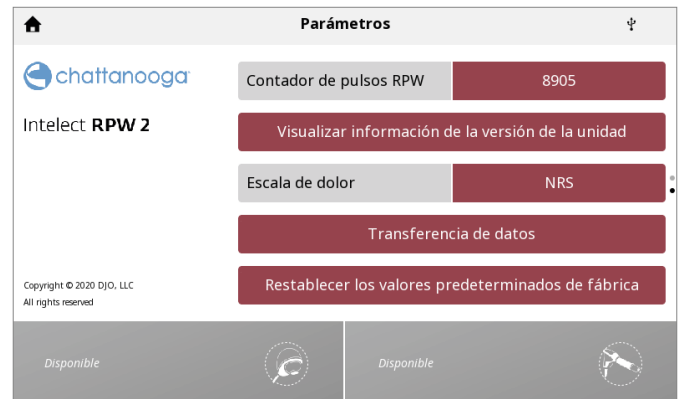 Parámetros
chattanooga
Intelect RPW 2
Contador de pulsos RPW 8905
Visualizar información de la versión de la unidad
Escala de dolor NRS
Transferencia de datos
Restablecer los valores predeterminados de fábrica
Copyright © 2020 DJO, LLC
All rights reserved
Disponible Disponible